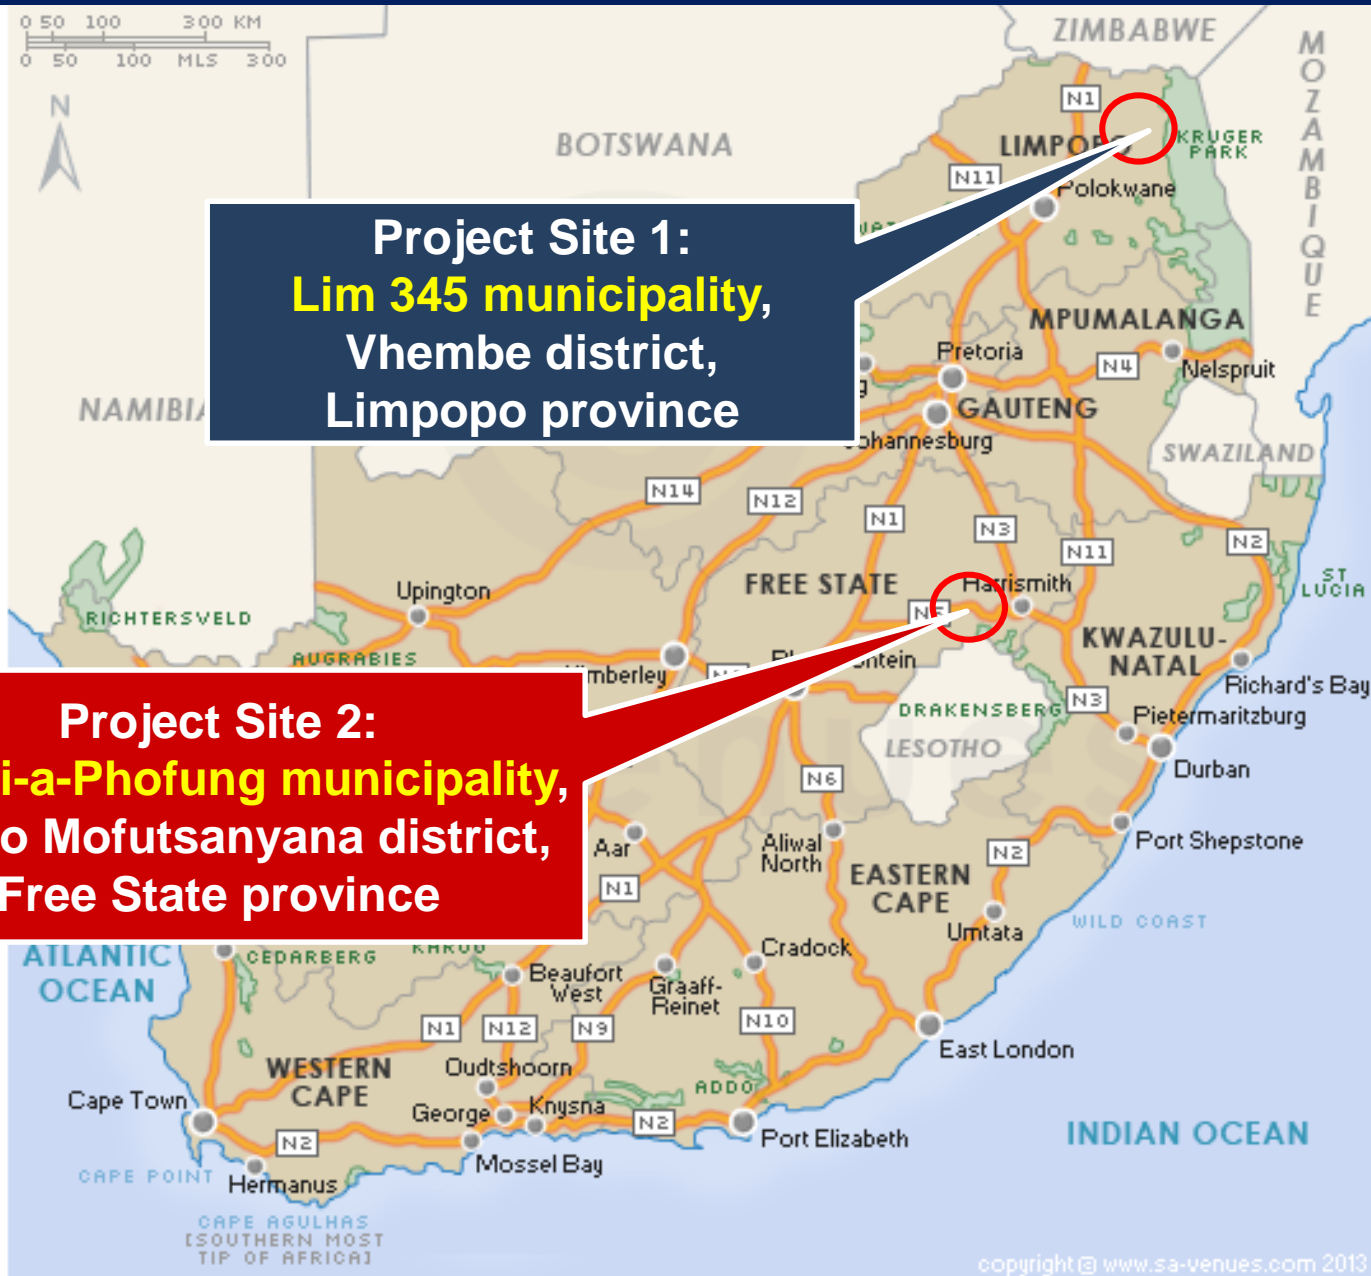 0 50 100 300 KM
0 50 100 MLS 300
N
ZIMBABWE
MOZAMBIQUE
BOTSWANA
N1
LIMPOPO
KRUGER
PARK
N11
Polokwane
Project Site 1:
Lim 345 municipality,
Vhembe district,
Limpopo province
MPUMALANGA
Pretoria
N4
Nelspruit
NAMIBIA
GAUTENG
Johannesburg
SWAZILAND
N14
N12
N1
N3
N11
N2
Upington
FREE STATE
Harrismith
ST
LUCIA
RICHTERSVELD
N5
AUGRABIES
KWAZULU-
NATAL
mberley
ntein
Richard's Bay
DRAKENSBERG
N3
Pietermaritzburg
LESOTHO
Durban
Project Site 2:
i-a-Phofung municipality,
o Mofutsanyana district,
Free State province
N6
Aar
Aliwal
North
N2
Port Shepstone
N1
EASTERN
CAPE
Umtata
WILD COAST
ATLANTIC
OCEAN
CEDARBERG
KAROO
Cradock
Beaufort
West
Graaff-
Reinet
N1
N12
N9
N10
East London
WESTERN
CAPE
Oudtshoorn
ADDO
Cape Town
George
Knysna
N2
N2
Port Elizabeth
INDIAN OCEAN
Mossel Bay
CAPE POINT
Hermanus
CAPE AGULHAS
[SOUTHERN MOST
TIP OF AFRICA]
copyright@www.sa-venues.com 2013